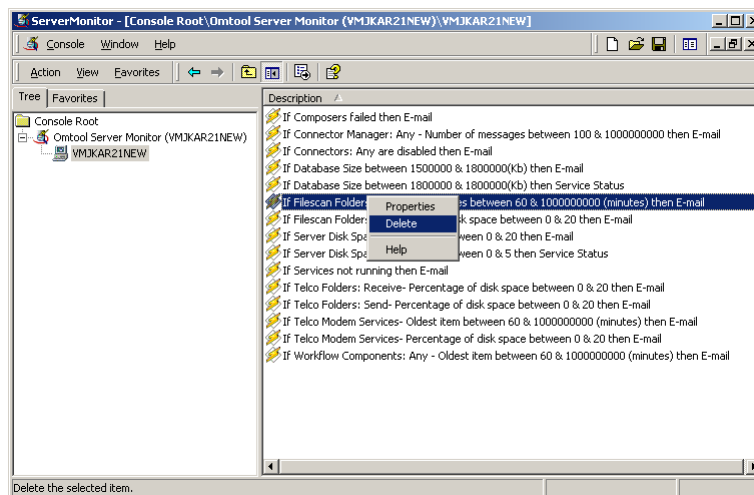 ServerMonitor - [Console Root\Omtool Server Monitor (VMJKAR21NEW)\VMJKAR21NEW]
Console Window Help
Action View Favorites
Tree Favorites
Console Root
Omtool Server Monitor (VMJKAR21NEW)
VMJKAR21NEW
Description
If Composers failed then E-mail
If Connector Manager: Any - Number of messages between 100 & 1000000000 then E-mail
If Connectors: Any are disabled then E-mail
If Database Size between 1500000 & 1800000(Kb) then E-mail
If Database Size between 1800000 & 1800000(Kb) then Service Status
If Filescan Folders between 60 & 1000000000 (minutes) then E-mail
If Filescan Folder space between 0 & 20 then E-mail
If Server Disk Spa between 0 & 20 then E-mail
If Server Disk Spa between 0 & 5 then Service Status
If Services not running then E-mail
If Telco Folders: Receive- Percentage of disk space between 0 & 20 then E-mail
If Telco Folders: Send- Percentage of disk space between 0 & 20 then E-mail
If Telco Modem Services- Oldest item between 60 & 1000000000 (minutes) then E-mail
If Telco Modem Services- Percentage of disk space between 0 & 20 then E-mail
If Workflow Components: Any - Oldest item between 60 & 1000000000 (minutes) then E-mail
Properties
Delete
Help
Delete the selected item.